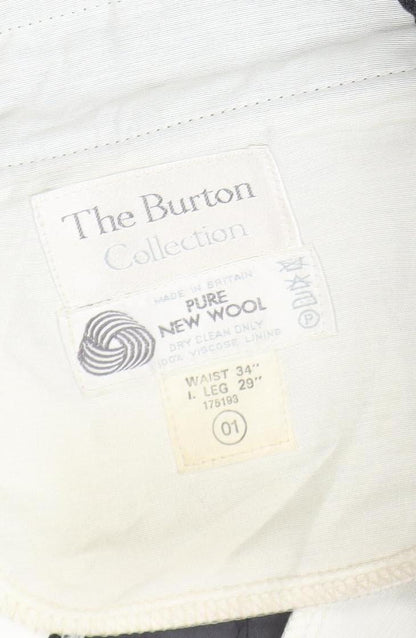 The Burton
Collection
MADE IN BRITAIN
PURE
NEW WOOL
DRY CLEAN ONLY
100% VISCOSE LINING
P
WAIST 34"
I. LEG 29"
175193
01